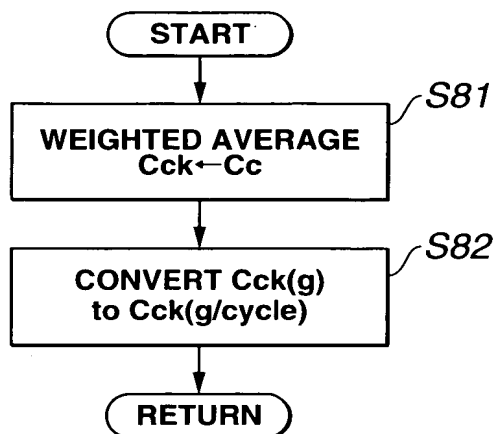 START
S81
WEIGHTED AVERAGE
Cck←Cc
S82
CONVERT Cck(g)
to Cck(g/cycle)
RETURN